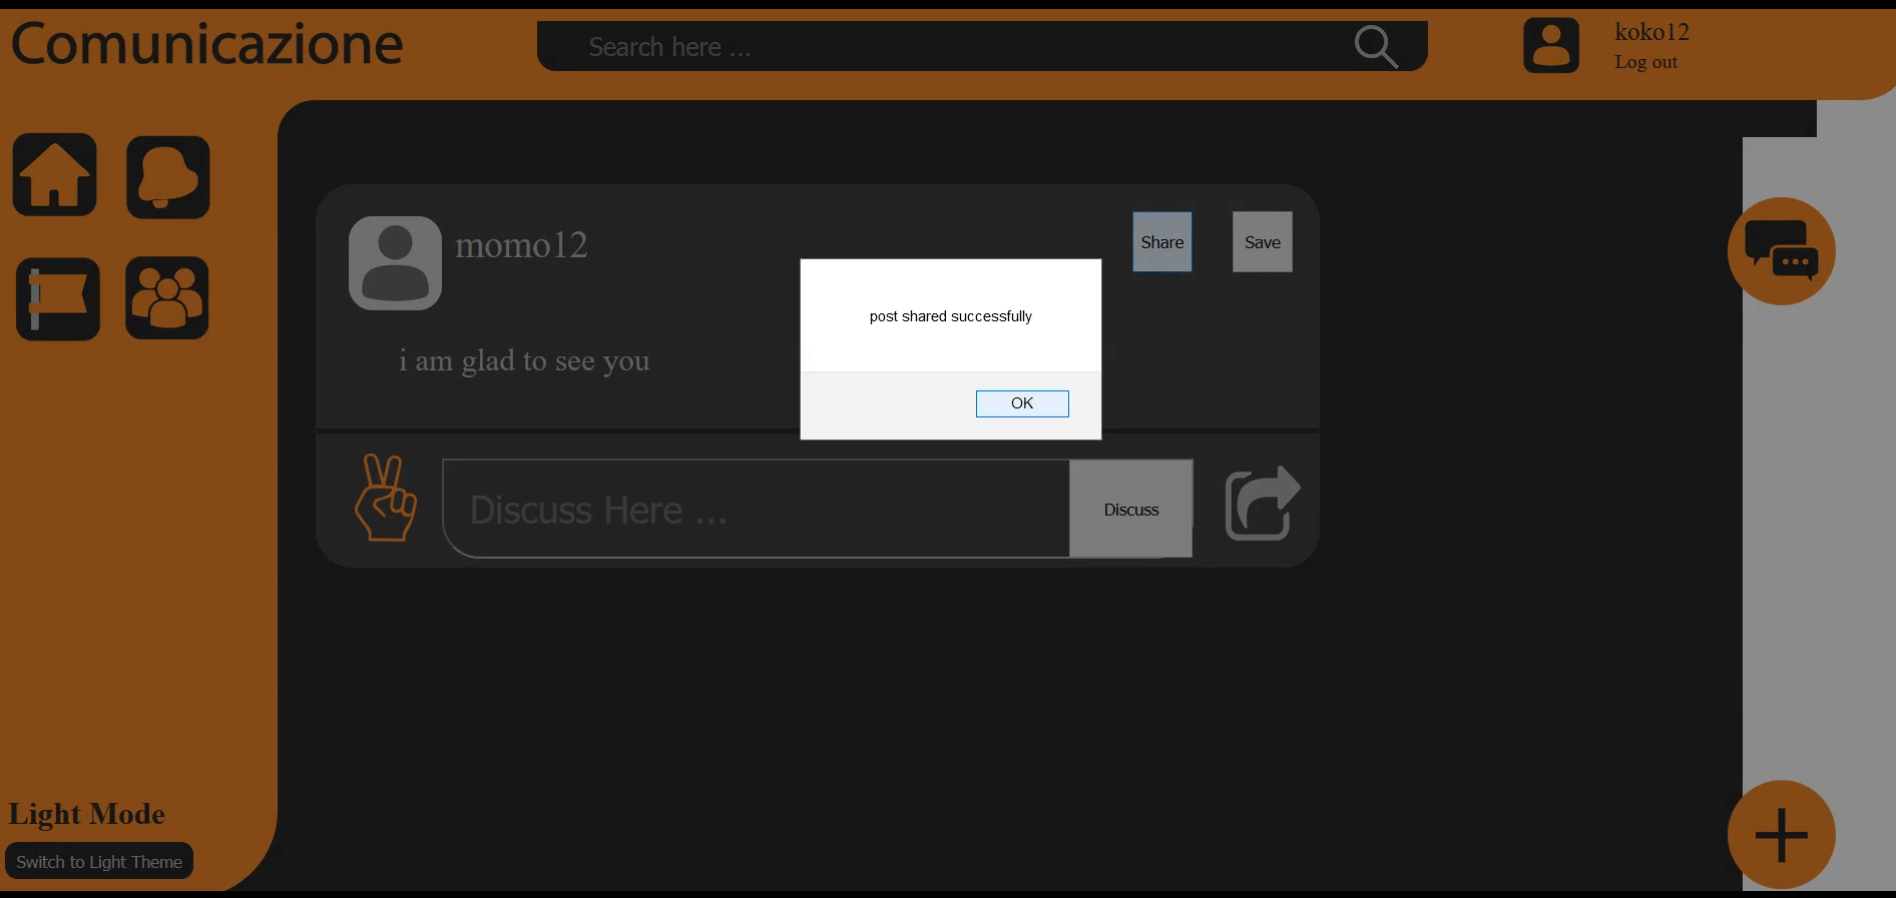 Comunicazione
Search here ...
koko12
Log out
momo12
Share
Save
post shared successfully
i am glad to see you
OK
Discuss Here ...
Discuss
Light Mode
Switch to Light Theme